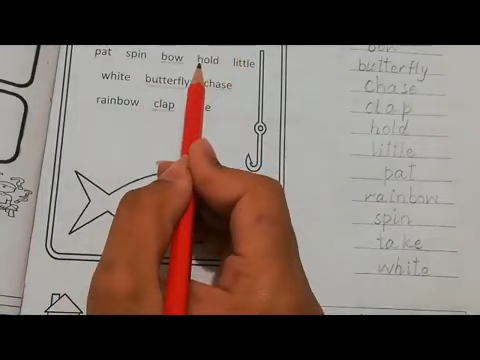 pat spin bow hold little
white butterfly chase
rainbow clap
butterfly
chase
clap
hold
little
pat
rainbow
spin
take
white